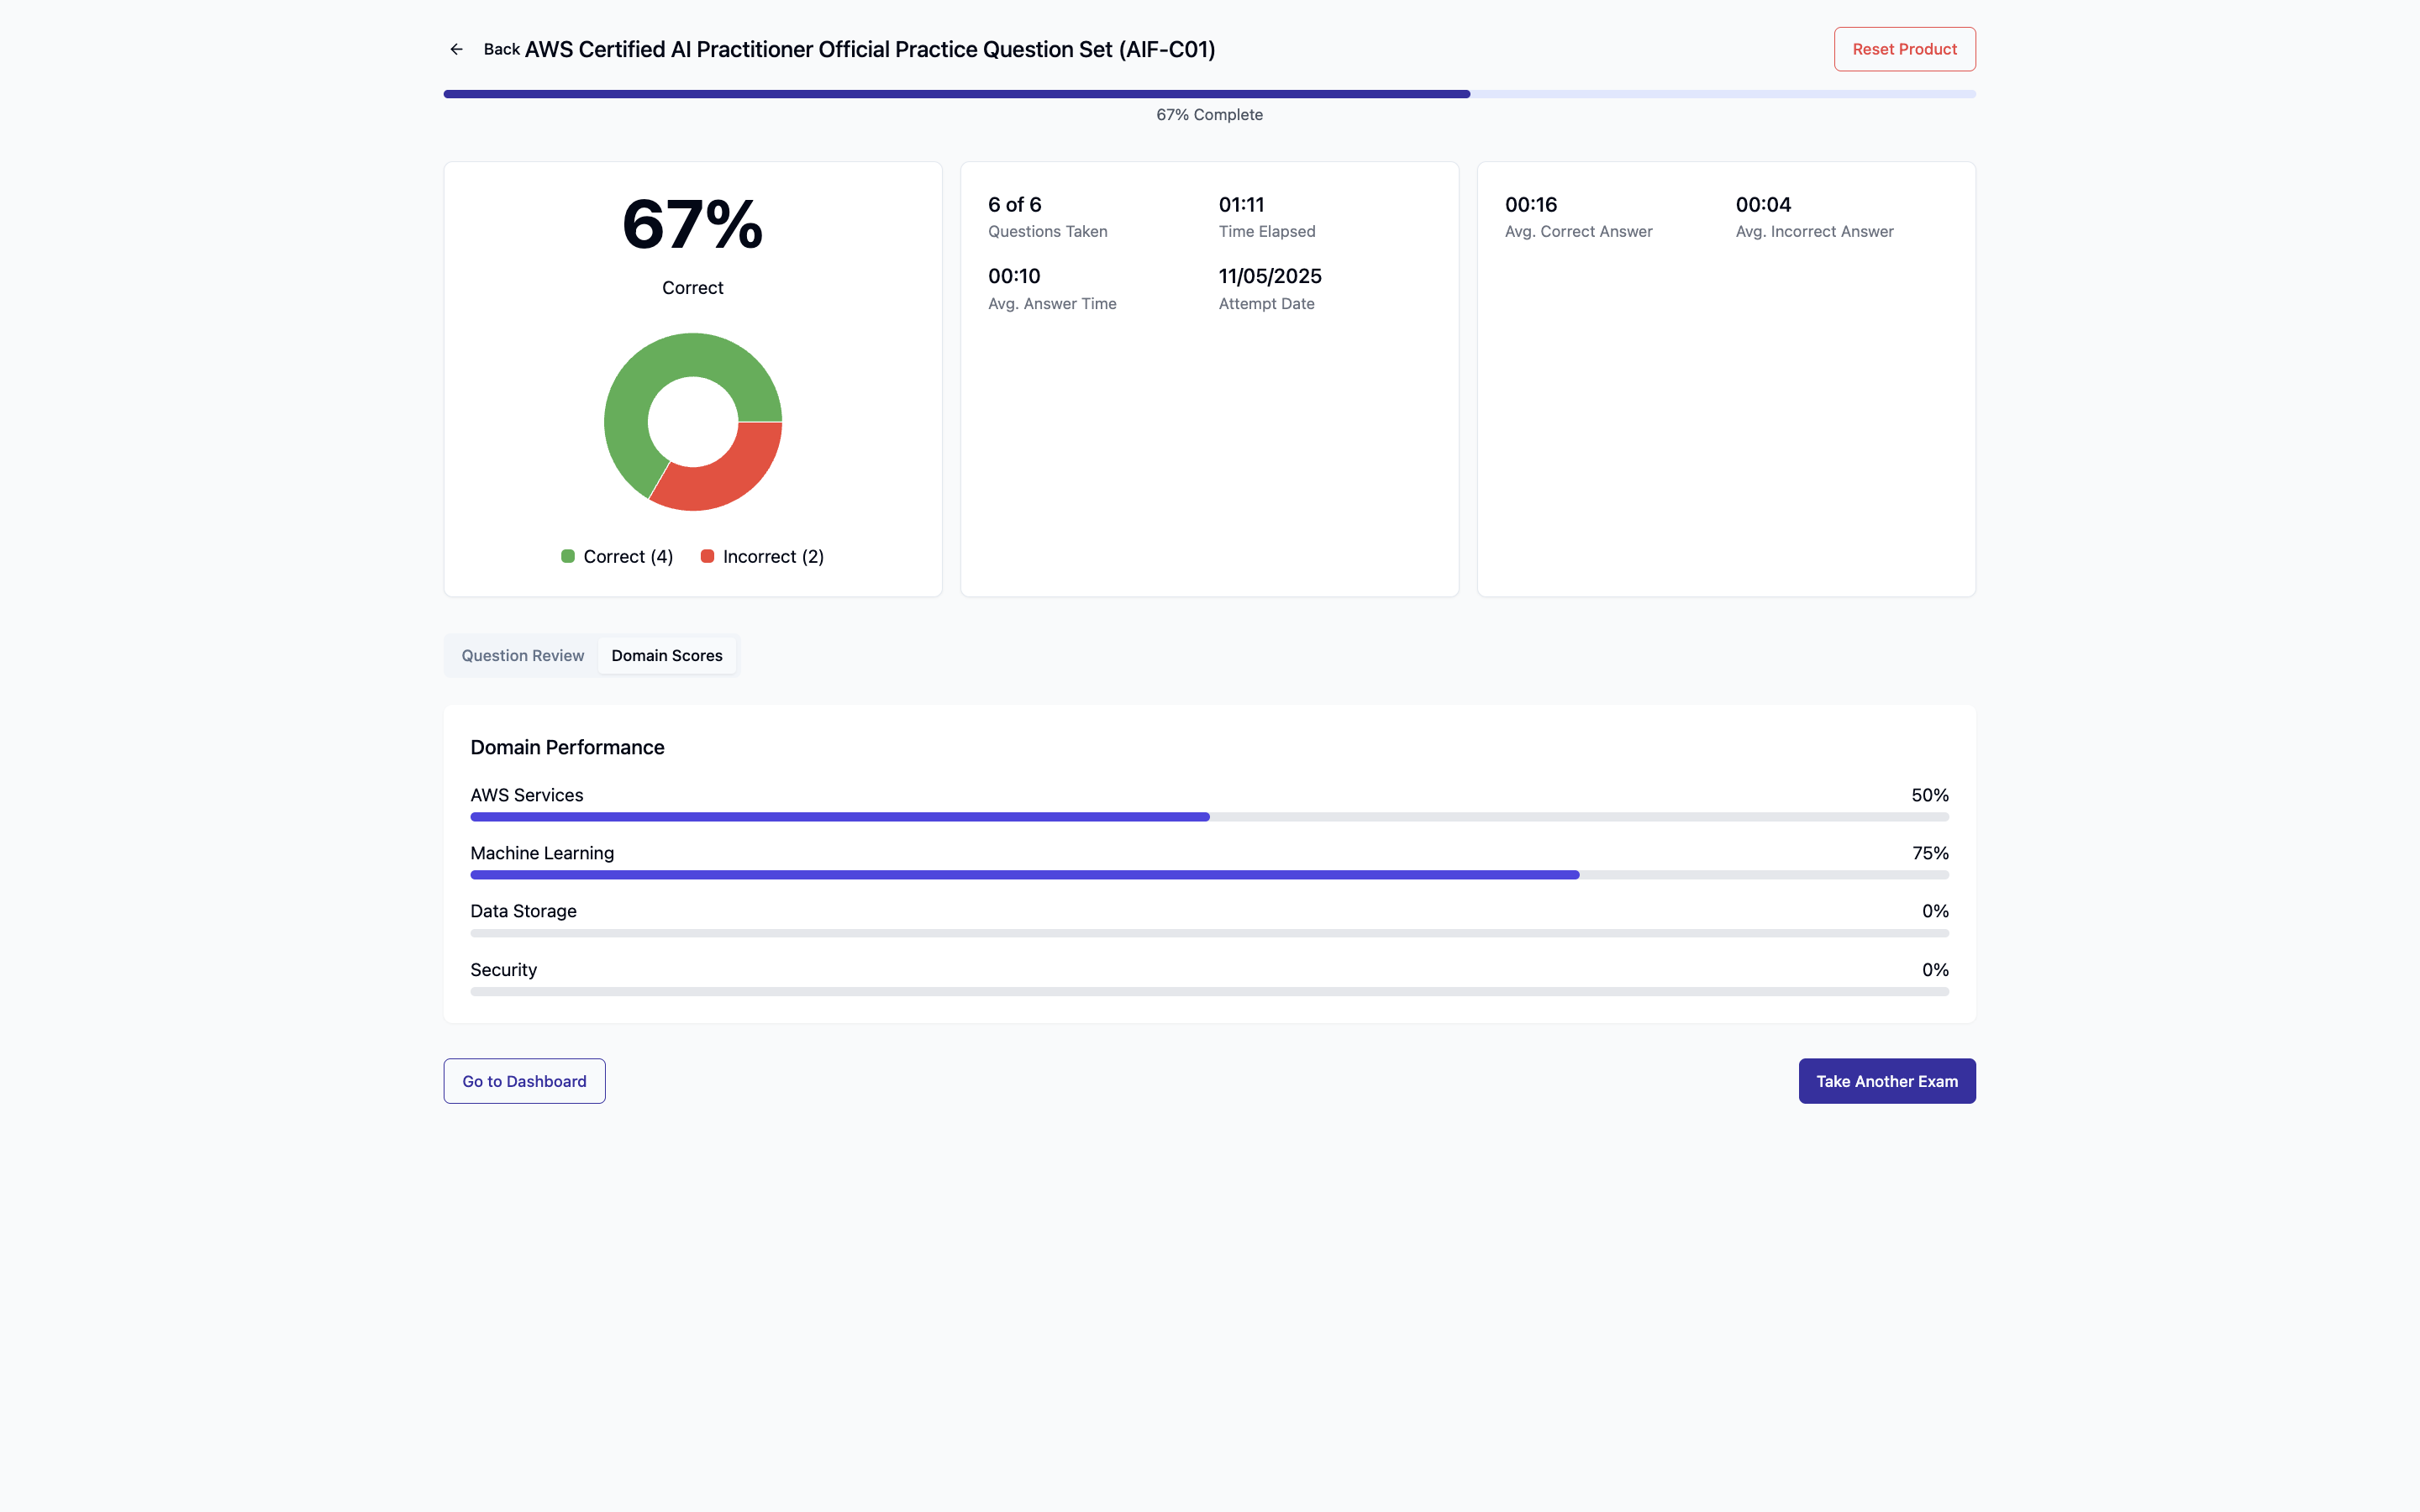 Back AWS Certified AI Practitioner Official Practice Question Set (AIF-C01)
Reset Product
67% Complete
67%
Correct
Correct (4) Incorrect (2)
6 of 6
Questions Taken
01:11
Time Elapsed
00:10
Avg. Answer Time
11/05/2025
Attempt Date
00:16
Avg. Correct Answer
00:04
Avg. Incorrect Answer
Question Review Domain Scores
Domain Performance
AWS Services 50%
Machine Learning 75%
Data Storage 0%
Security 0%
Go to Dashboard
Take Another Exam